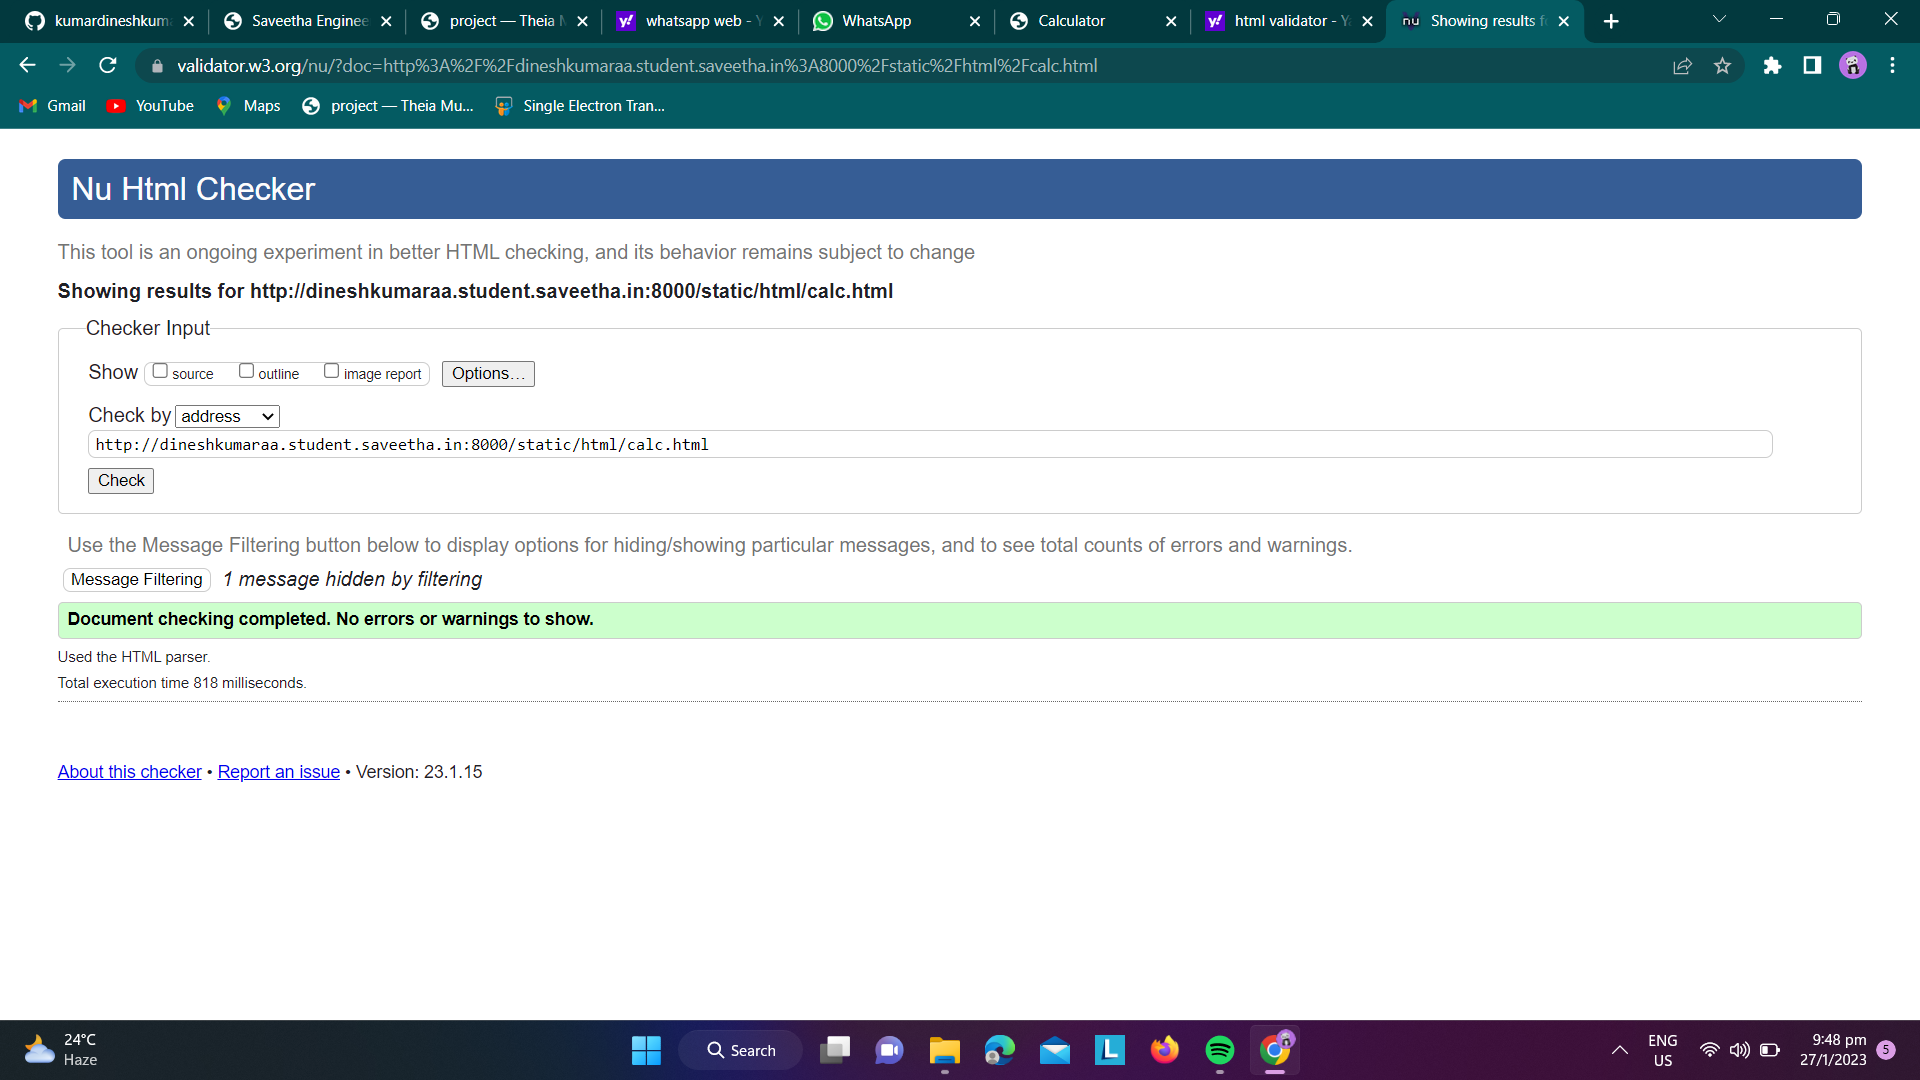 kumardineshkum
Saveetha Enginee
project — Theia M
whatsapp web - Y
WhatsApp
Calculator
html validator - Ya
Showing results fo
validator.w3.org/nu/?doc=http%3A%2F%2Fdineshkumaraa.student.saveetha.in%3A8000%2Fstatic%2Fhtml%2Fcalc.html
Gmail
YouTube
Maps
project — Theia Mu...
Single Electron Tran...
Nu Html Checker
This tool is an ongoing experiment in better HTML checking, and its behavior remains subject to change
Showing results for http://dineshkumaraa.student.saveetha.in:8000/static/html/calc.html
Checker Input
Show source outline image report Options...
Check by address
http://dineshkumaraa.student.saveetha.in:8000/static/html/calc.html
Check
Use the Message Filtering button below to display options for hiding/showing particular messages, and to see total counts of errors and warnings.
Message Filtering 1 message hidden by filtering
Document checking completed. No errors or warnings to show.
Used the HTML parser.
Total execution time 818 milliseconds.
About this checker • Report an issue • Version: 23.1.15
24°C
Haze
Search
ENG
US
9:48 pm
27/1/2023
5